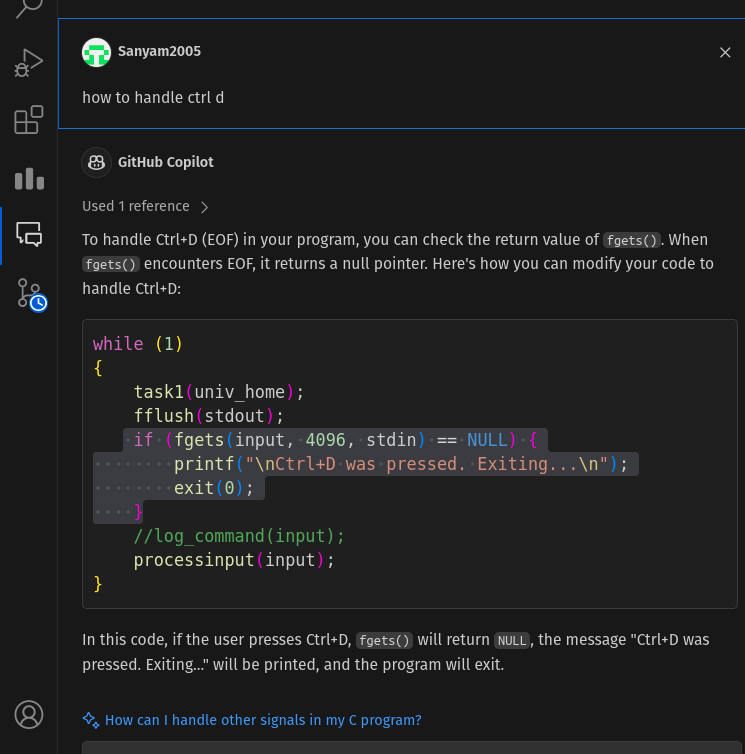 Sanyam2005
how to handle ctrl d
GitHub Copilot
Used 1 reference
To handle Ctrl+D (EOF) in your program, you can check the return value of fgets(). When
fgets() encounters EOF, it returns a null pointer. Here's how you can modify your code to
handle Ctrl+D:
while (1)
{
    task1(univ_home);
    fflush(stdout);
    if (fgets(input, 4096, stdin) == NULL) {
        printf("\nCtrl+D was pressed. Exiting...\n");
        exit(0);
    }
    //log_command(input);
    processinput(input);
}
In this code, if the user presses Ctrl+D, fgets() will return NULL, the message "Ctrl+D was
pressed. Exiting..." will be printed, and the program will exit.
How can I handle other signals in my C program?